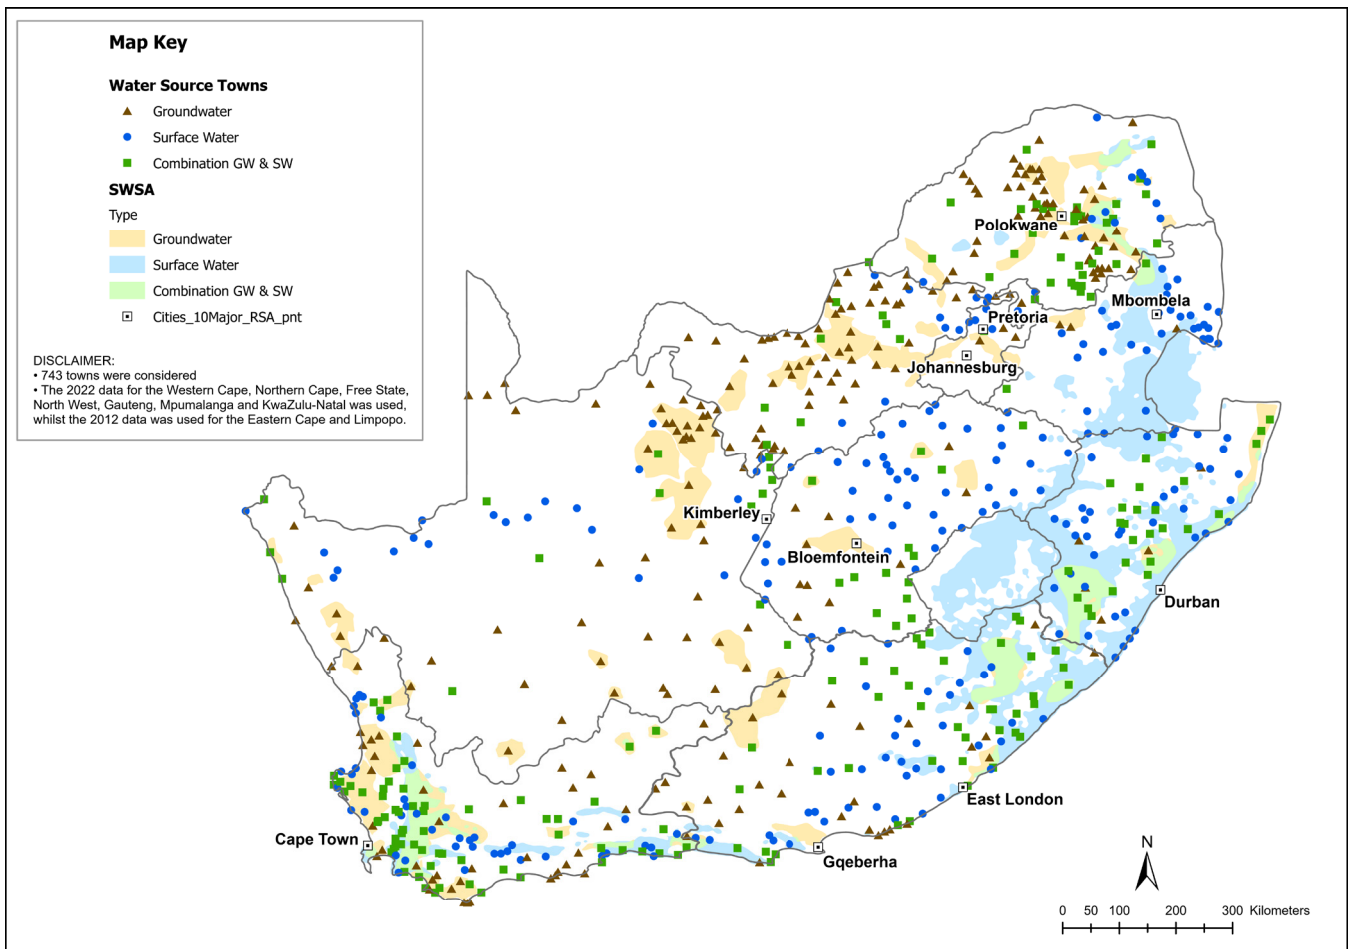 Map Key
Water Source Towns
Groundwater
Surface Water
Combination GW & SW
SWSA
Type
Groundwater
Surface Water
Combination GW & SW
Cities_10Major_RSA_pnt
DISCLAIMER:
• 743 towns were considered
• The 2022 data for the Western Cape, Northern Cape, Free State,
North West, Gauteng, Mpumalanga and KwaZulu-Natal was used,
whilst the 2012 data was used for the Eastern Cape and Limpopo.
Polokwane
Mbombela
Pretoria
Johannesburg
Kimberley
Bloemfontein
Durban
East London
Cape Town
Gqeberha
N
0 50 100 200 300 Kilometers